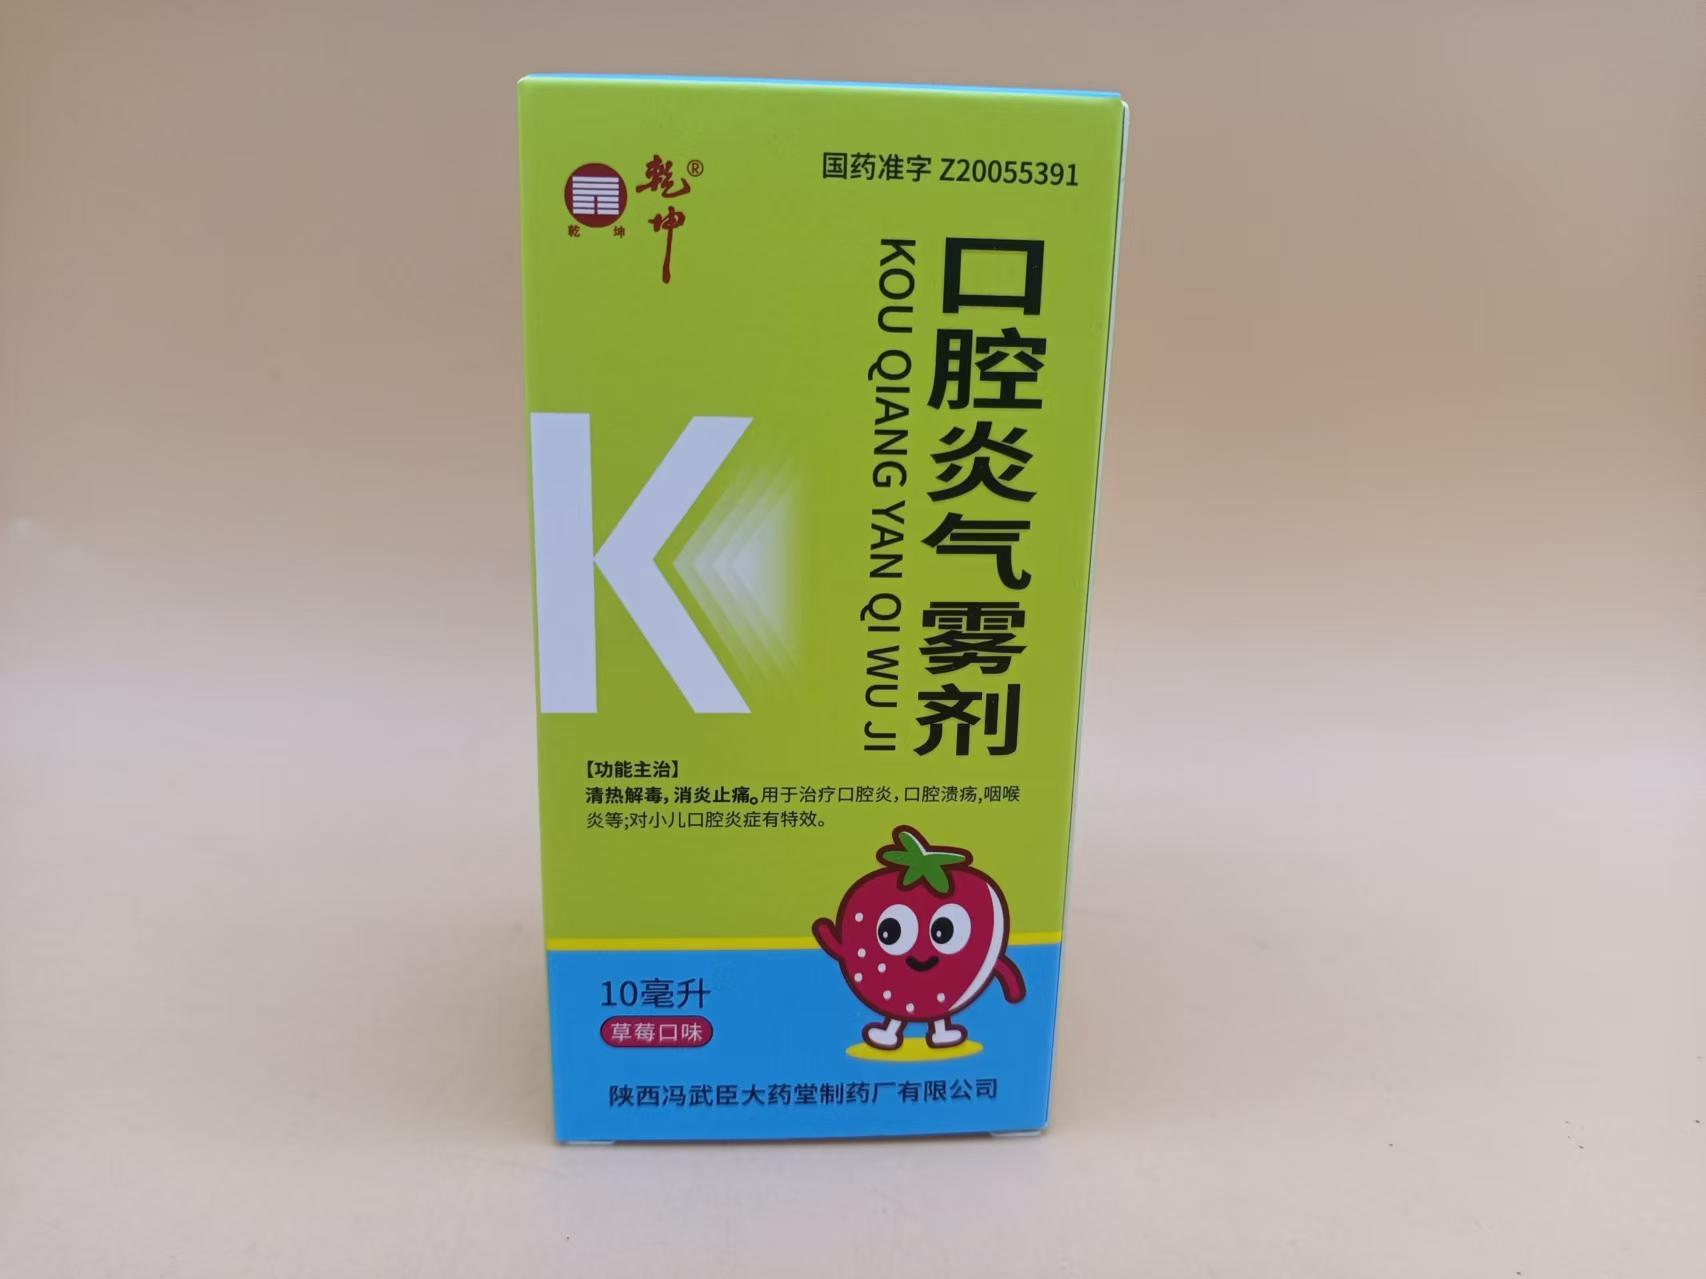 乾坤®
乾 坤
国药准字 Z20055391
口腔炎气雾剂
KOU QIANG YAN QI WU JI
K
【功能主治】
清热解毒，消炎止痛。用于治疗口腔炎，口腔溃疡,咽喉
炎等;对小儿口腔炎症有特效。
10毫升
草莓口味
陕西冯武臣大药堂制药厂有限公司